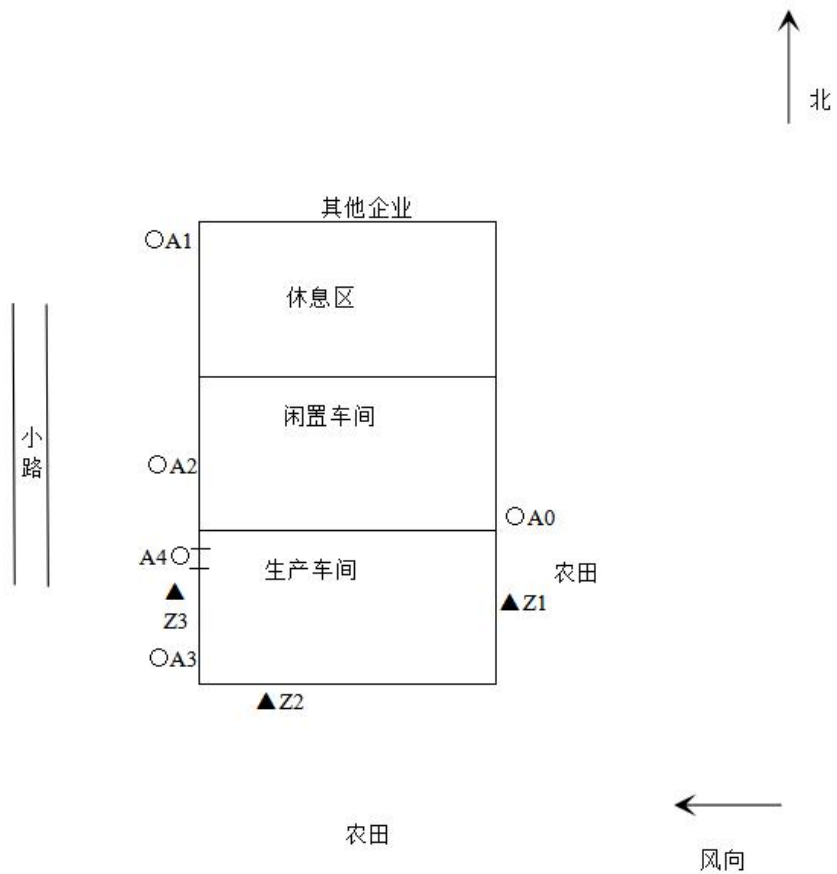 北
其他企业
○A1
休息区
闲置车间
小路
○A2
○A0
A4○
生产车间
农田
▲Z1
▲
Z3
○A3
▲Z2
农田
风向